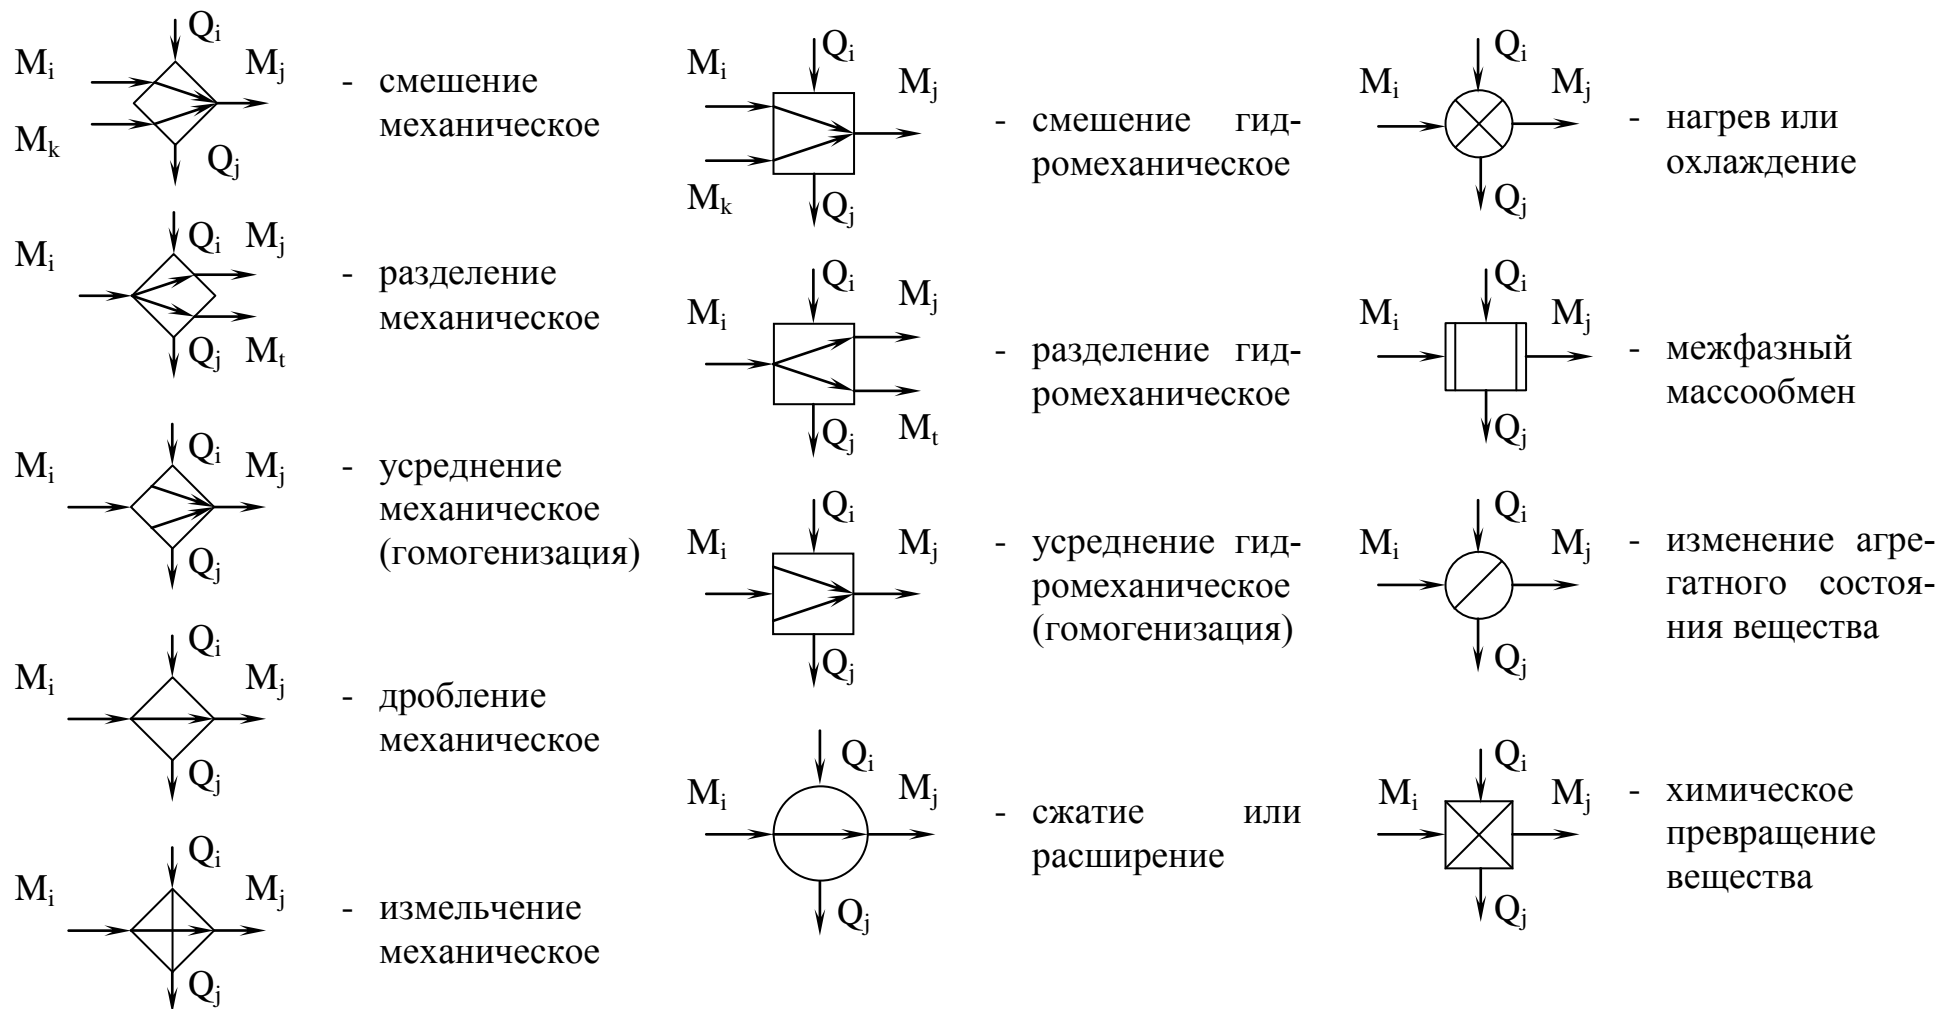 Qi
Mi
Mj
- смешение
механическое
Mk
Qj
Qi
Mj
Mi
- разделение
механическое
Qj
Mt
Qi
Mi
Mj
- усреднение
механическое
(гомогенизация)
Qj
Qi
Mi
Mj
- дробление
механическое
Qj
Qi
Mi
Mj
- измельчение
механическое
Qj
Qi
Mi
Mj
- смешение гид-
ромеханическое
Mk
Qj
Qi
Mj
Mi
- разделение гид-
ромеханическое
Qj
Mt
Qi
Mi
Mj
- усреднение гид-
ромеханическое
(гомогенизация)
Qj
Qi
Mi
Mj
- сжатие или
расширение
Qj
Qi
Mi
Mj
- нагрев или
охлаждение
Qj
Qi
Mi
Mj
- межфазный
массообмен
Qj
Qi
Mi
Mj
- изменение агре-
гатного состоя-
ния вещества
Qj
Qi
Mi
Mj
- химическое
превращение
вещества
Qj